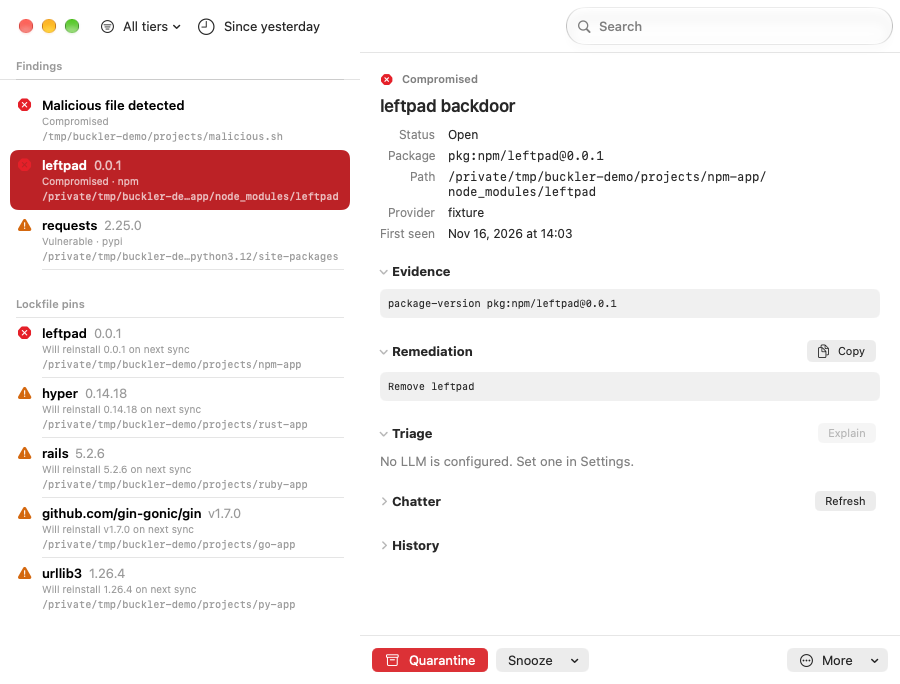 All tiers
Since yesterday
Search
Findings
Malicious file detected
Compromised
/tmp/buckler-demo/projects/malicious.sh
leftpad 0.0.1
Compromised · npm
/private/tmp/buckler-de…app/node_modules/leftpad
requests 2.25.0
Vulnerable · pypi
/private/tmp/buckler-de…python3.12/site-packages
Lockfile pins
leftpad 0.0.1
Will reinstall 0.0.1 on next sync
/private/tmp/buckler-demo/projects/npm-app
hyper 0.14.18
Will reinstall 0.14.18 on next sync
/private/tmp/buckler-demo/projects/rust-app
rails 5.2.6
Will reinstall 5.2.6 on next sync
/private/tmp/buckler-demo/projects/ruby-app
github.com/gin-gonic/gin v1.7.0
Will reinstall v1.7.0 on next sync
/private/tmp/buckler-demo/projects/go-app
urllib3 1.26.4
Will reinstall 1.26.4 on next sync
/private/tmp/buckler-demo/projects/py-app
Compromised
leftpad backdoor
Status Open
Package pkg:npm/leftpad@0.0.1
Path /private/tmp/buckler-demo/projects/npm-app/
node_modules/leftpad
Provider fixture
First seen Nov 16, 2026 at 14:03
Evidence
package-version pkg:npm/leftpad@0.0.1
Remediation
Copy
Remove leftpad
Triage
Explain
No LLM is configured. Set one in Settings.
Chatter
Refresh
History
Quarantine
Snooze
More